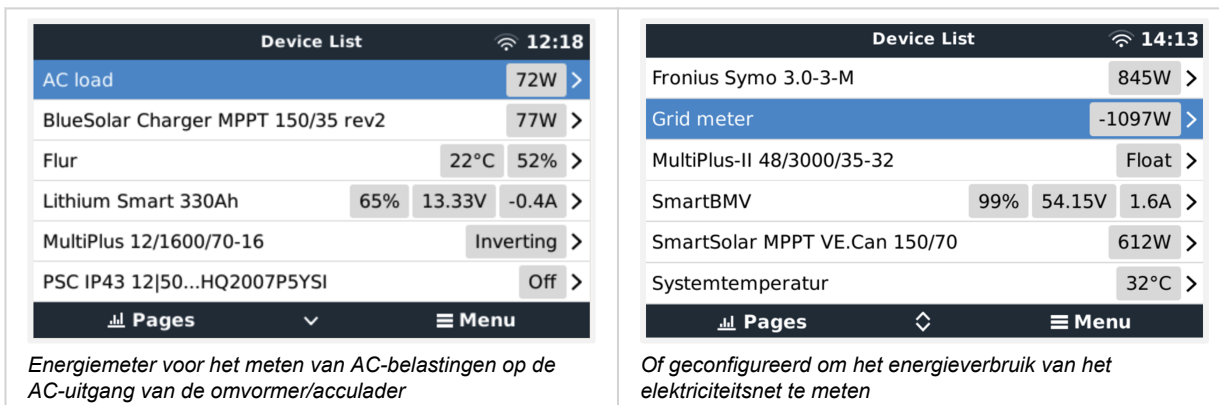 Device List 12:18
AC load 72W
BlueSolar Charger MPPT 150/35 rev2 77W
Flur 22°C 52%
Lithium Smart 330Ah 65% 13.33V -0.4A
MultiPlus 12/1600/70-16 Inverting
PSC IP43 12|50...HQ2007P5YSI Off
Pages Menu
Energiemeter voor het meten van AC-belastingen op de
AC-uitgang van de omvormer/acculader
Device List 14:13
Fronius Symo 3.0-3-M 845W
Grid meter -1097W
MultiPlus-II 48/3000/35-32 Float
SmartBMV 99% 54.15V 1.6A
SmartSolar MPPT VE.Can 150/70 612W
Systemtemperatur 32°C
Pages Menu
Of geconfigureerd om het energieverbruik van het
elektriciteitsnet te meten